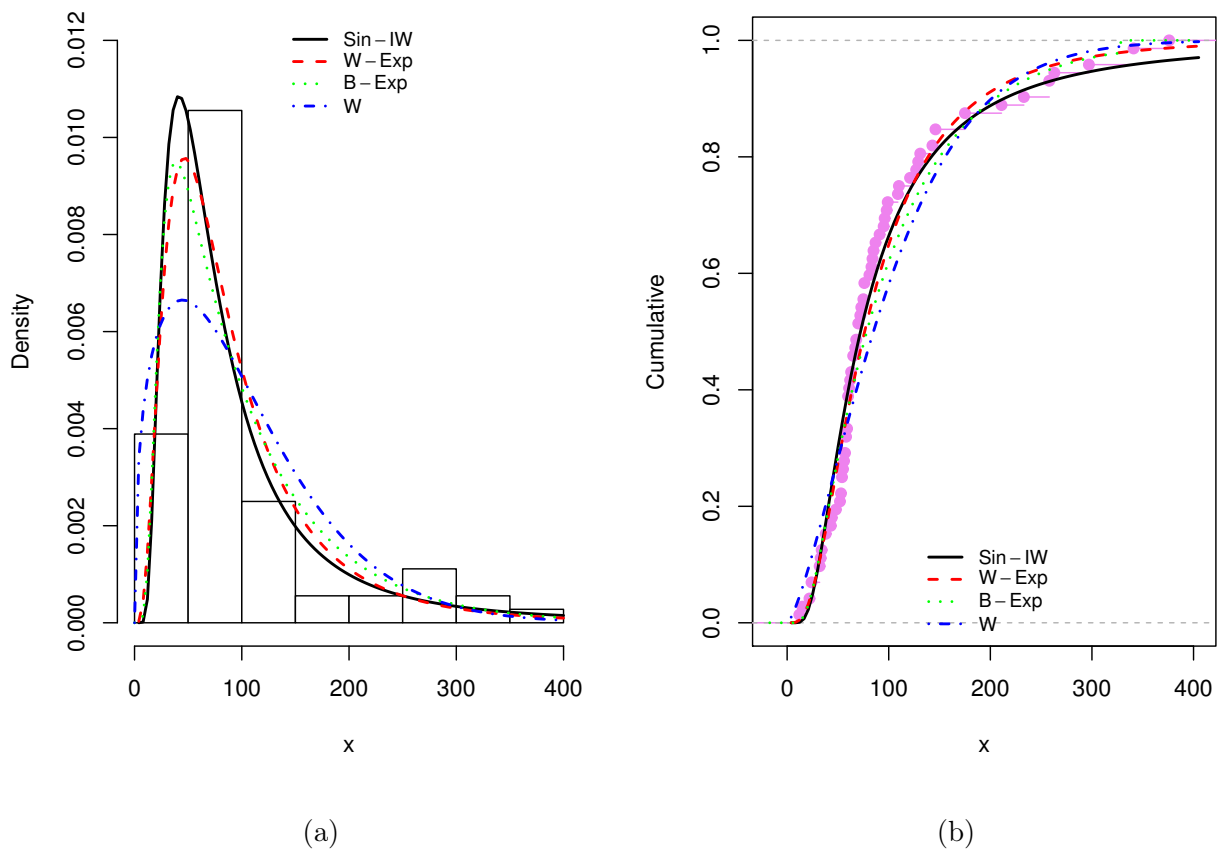 Density
0.000 0.002 0.004 0.006 0.008 0.010 0.012
Sin − IW
W − Exp
B − Exp
W
0 100 200 300 400
x
(a)
Cumulative
0.0 0.2 0.4 0.6 0.8 1.0
Sin − IW
W − Exp
B − Exp
W
0 100 200 300 400
x
(b)